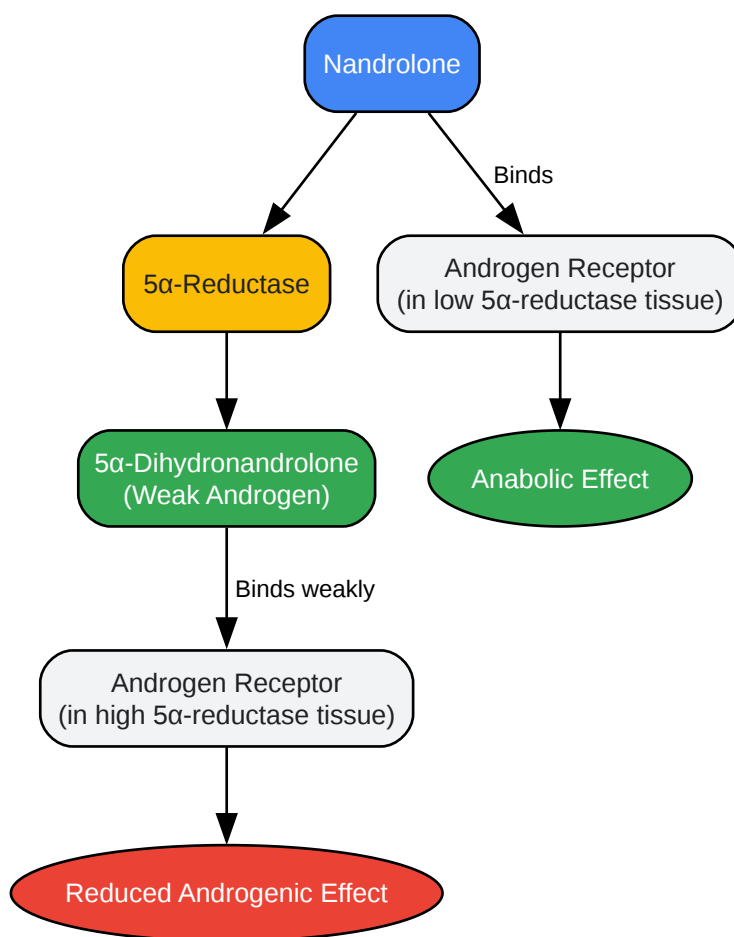 Nandrolone
Binds
5α-Reductase
Androgen Receptor
(in low 5α-reductase tissue)
5α-Dihydronandrolone
(Weak Androgen)
Anabolic Effect
Binds weakly
Androgen Receptor
(in high 5α-reductase tissue)
Reduced Androgenic Effect